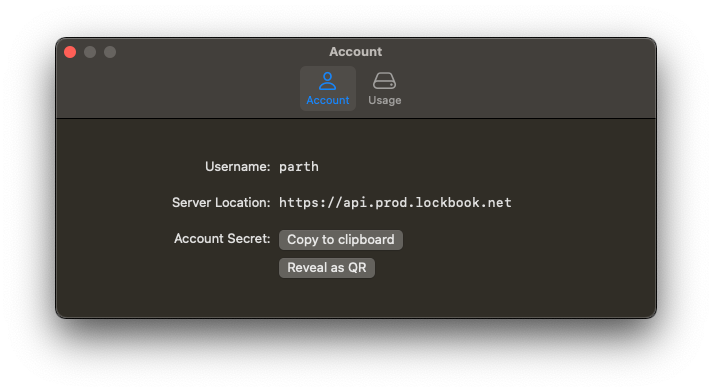 Account
Account
Usage
Username: parth
Server Location: https://api.prod.lockbook.net
Account Secret: Copy to clipboard
Reveal as QR